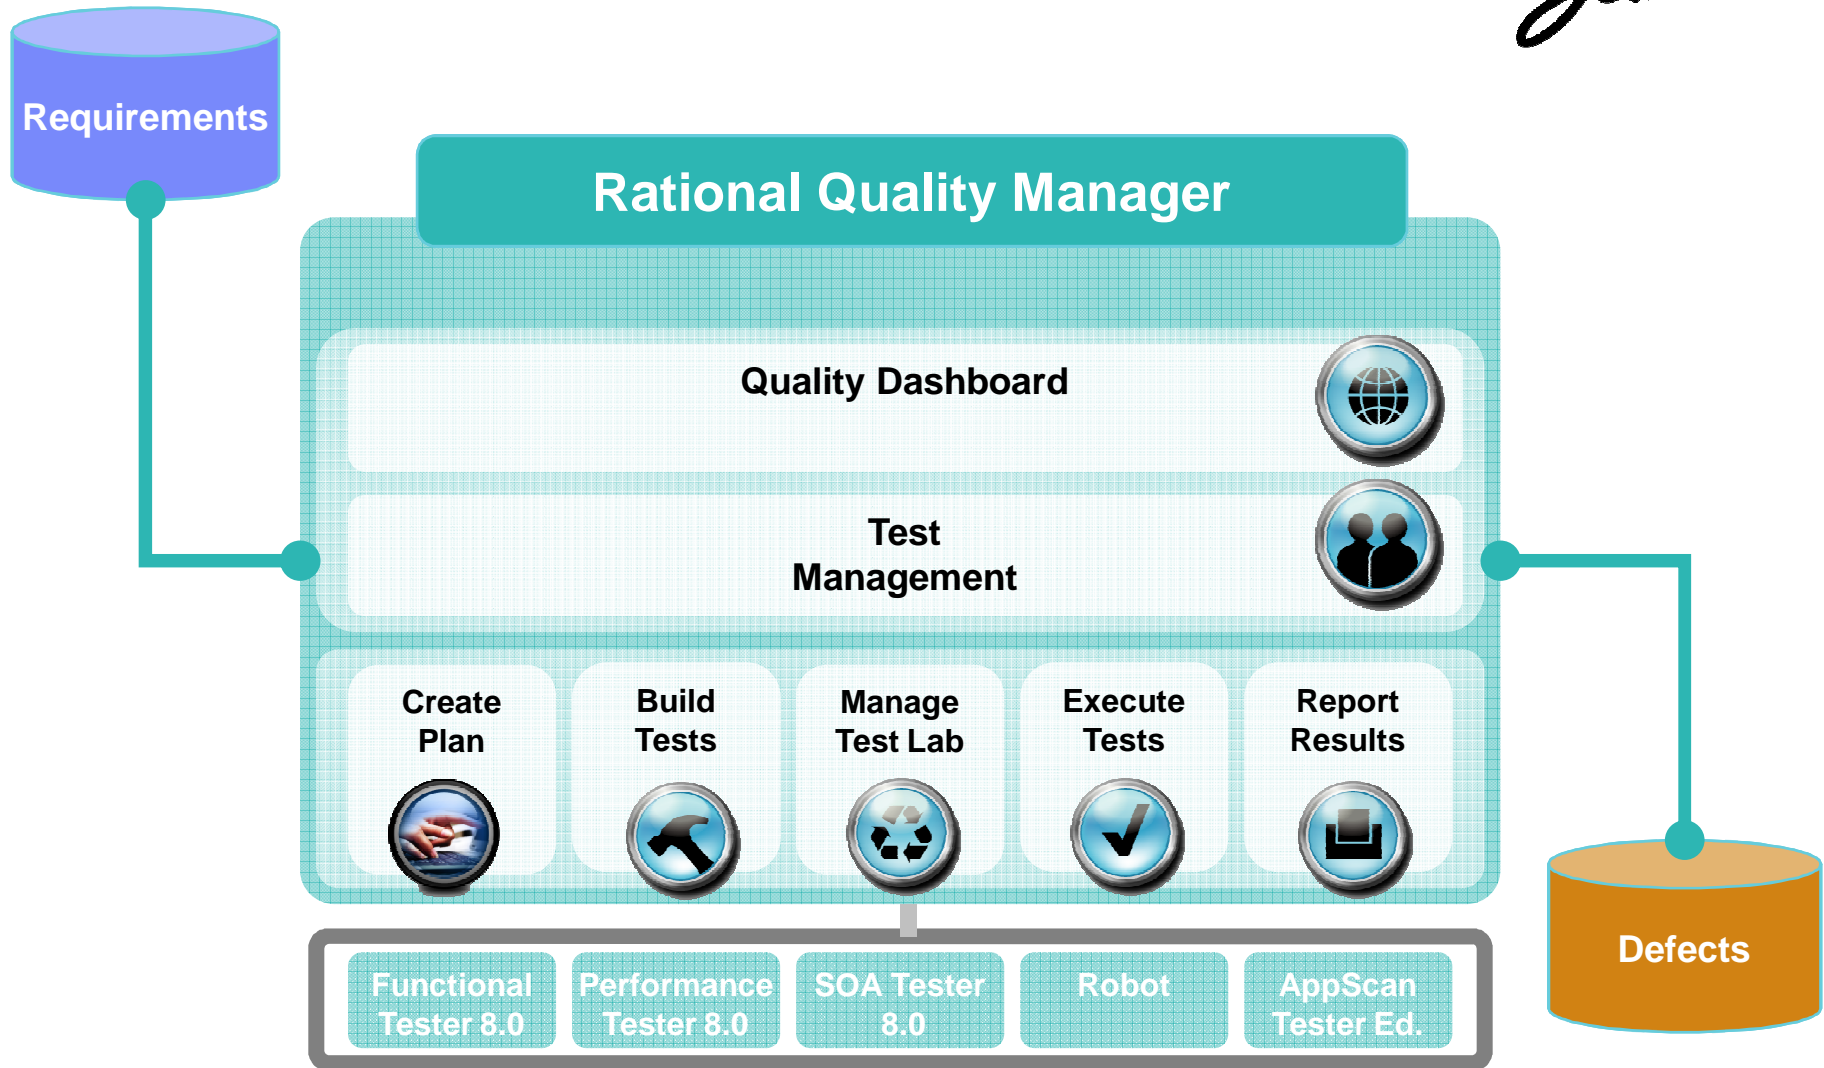 Requirements
Rational Quality Manager
Quality Dashboard
Test
Management
Create
Plan
Build
Tests
Manage
Test Lab
Execute
Tests
Report
Results
Functional
Tester 8.0
Performance
Tester 8.0
SOA Tester
8.0
Robot
AppScan
Tester Ed.
Defects